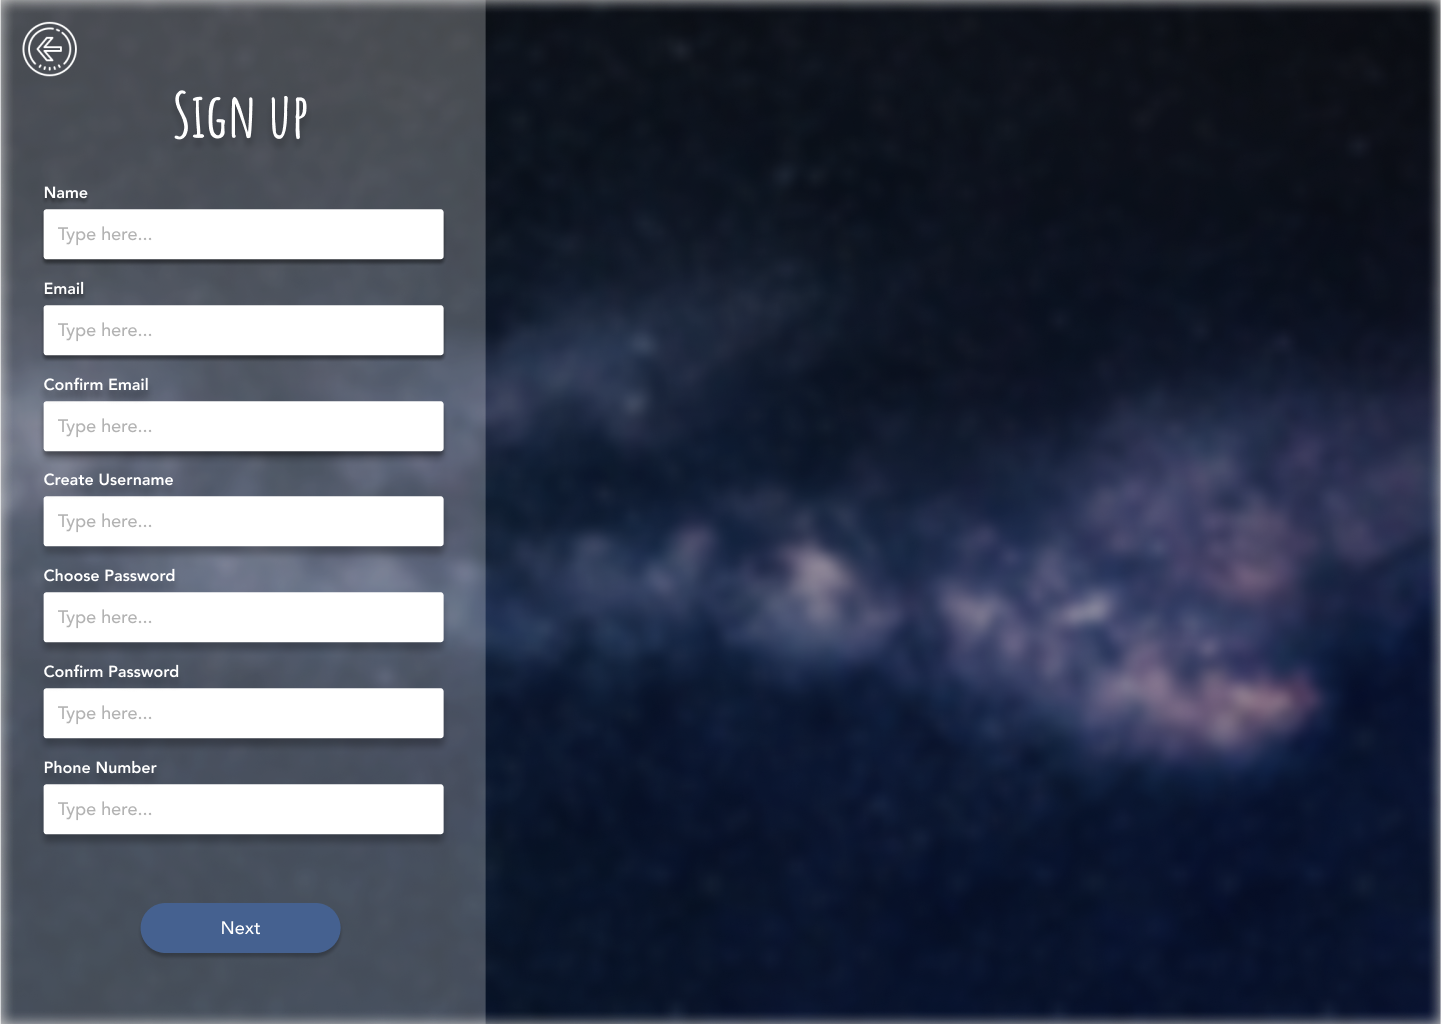 Sign up
Name
Type here...
Email
Type here...
Confirm Email
Type here...
Create Username
Type here...
Choose Password
Type here...
Confirm Password
Type here...
Phone Number
Type here...
Next